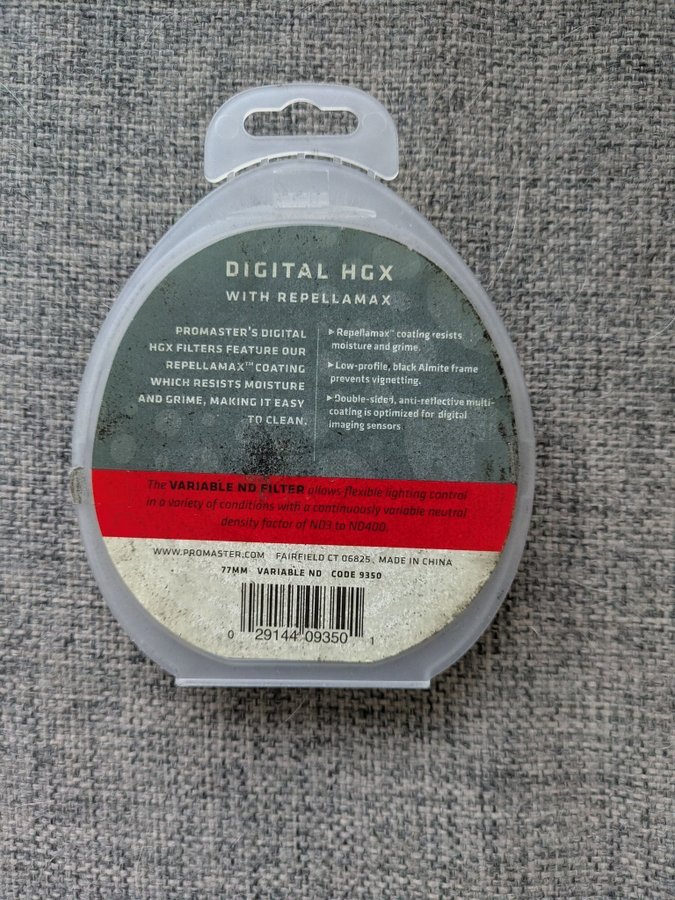 DIGITAL HGX
WITH REPELLAMAX
PROMASTER'S DIGITAL
HGX FILTERS FEATURE OUR
REPELLAMAX™ COATING
WHICH RESISTS MOISTURE
AND GRIME, MAKING IT EASY
TO CLEAN.
▶ Repellamax™ coating resists
moisture and grime.
▶ Low-profile, black Almite frame
prevents vignetting.
▶ Double-sided, anti-reflective multi-
coating is optimized for digital
imaging sensors
The VARIABLE ND FILTER allows flexible lighting control
in a variety of conditions with a continuously variable neutral
density factor of ND3 to ND400.
WWW.PROMASTER.COM FAIRFIELD CT 06825, MADE IN CHINA
77MM VARIABLE ND CODE 9350
0 29144 09350 1